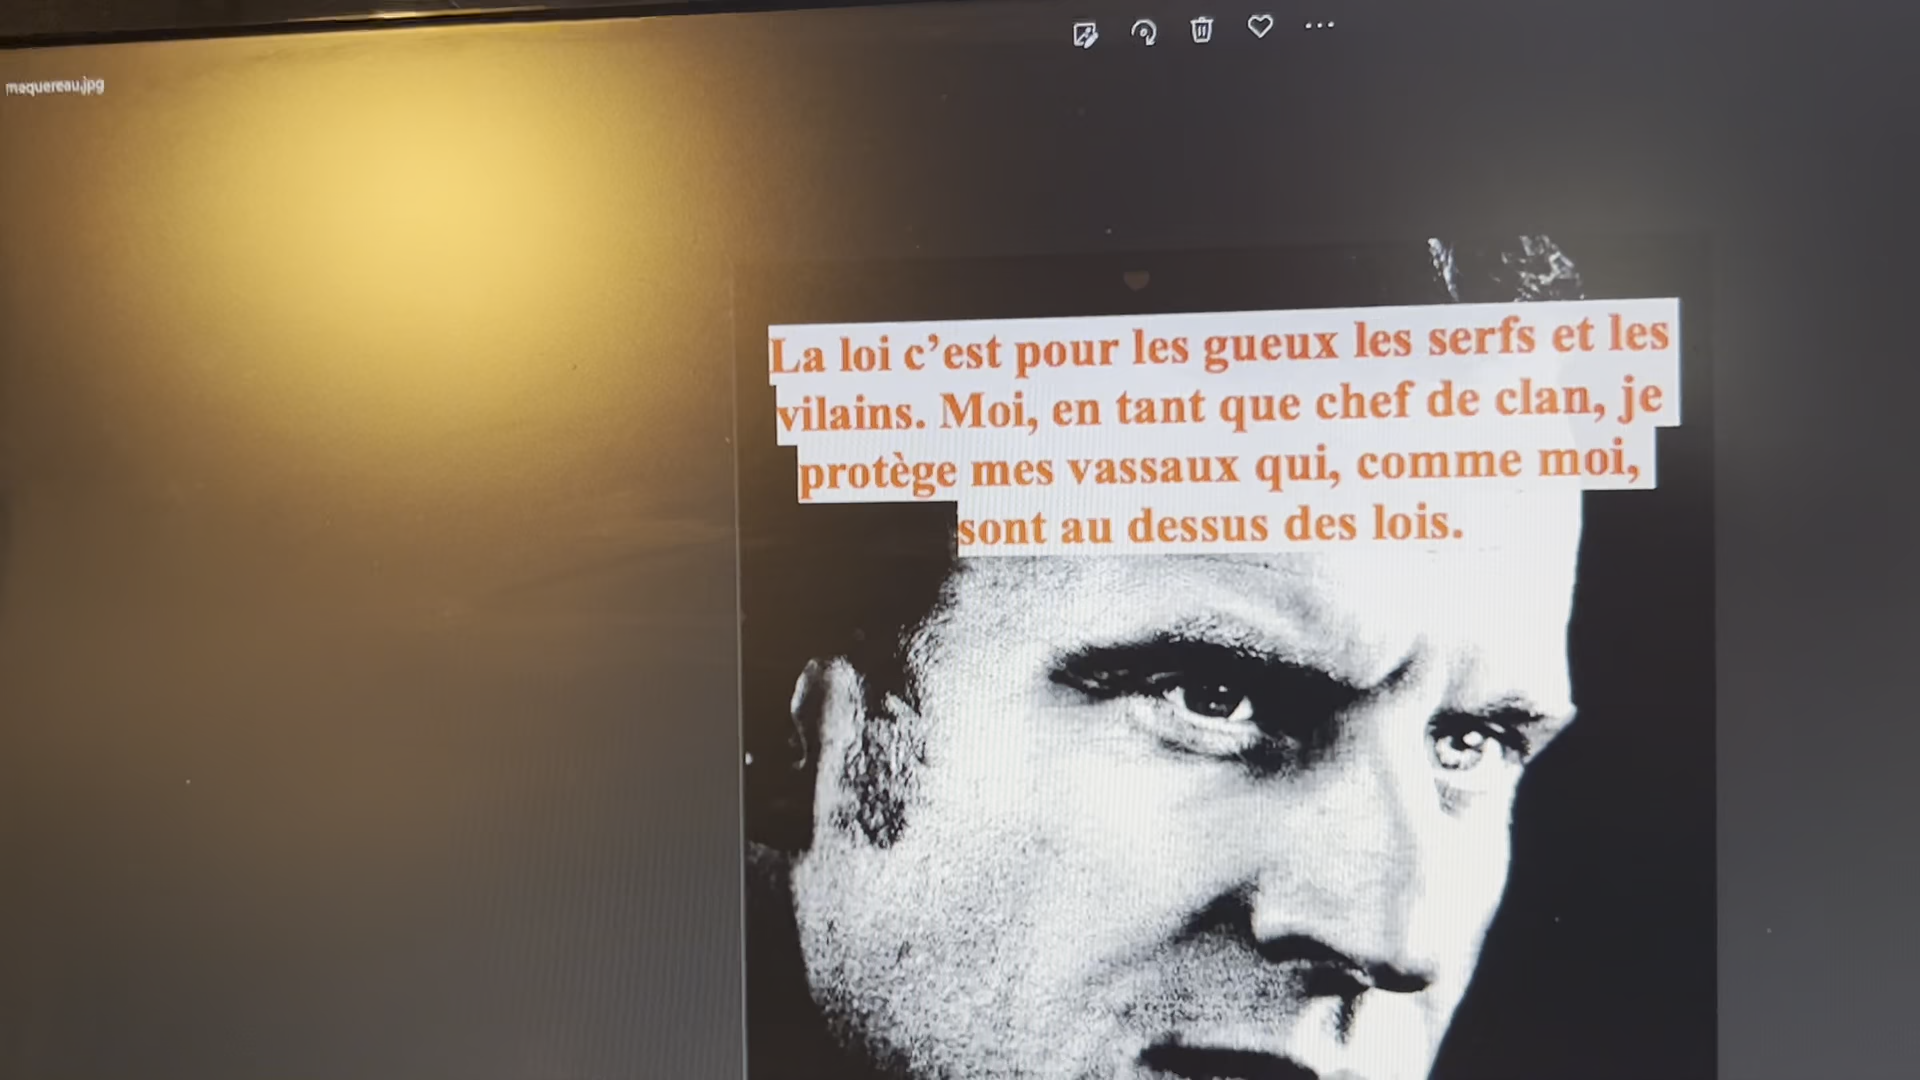 maquereau.jpg
La loi c’est pour les gueux les serfs et les
vilains. Moi, en tant que chef de clan, je
protège mes vassaux qui, comme moi,
sont au dessus des lois.